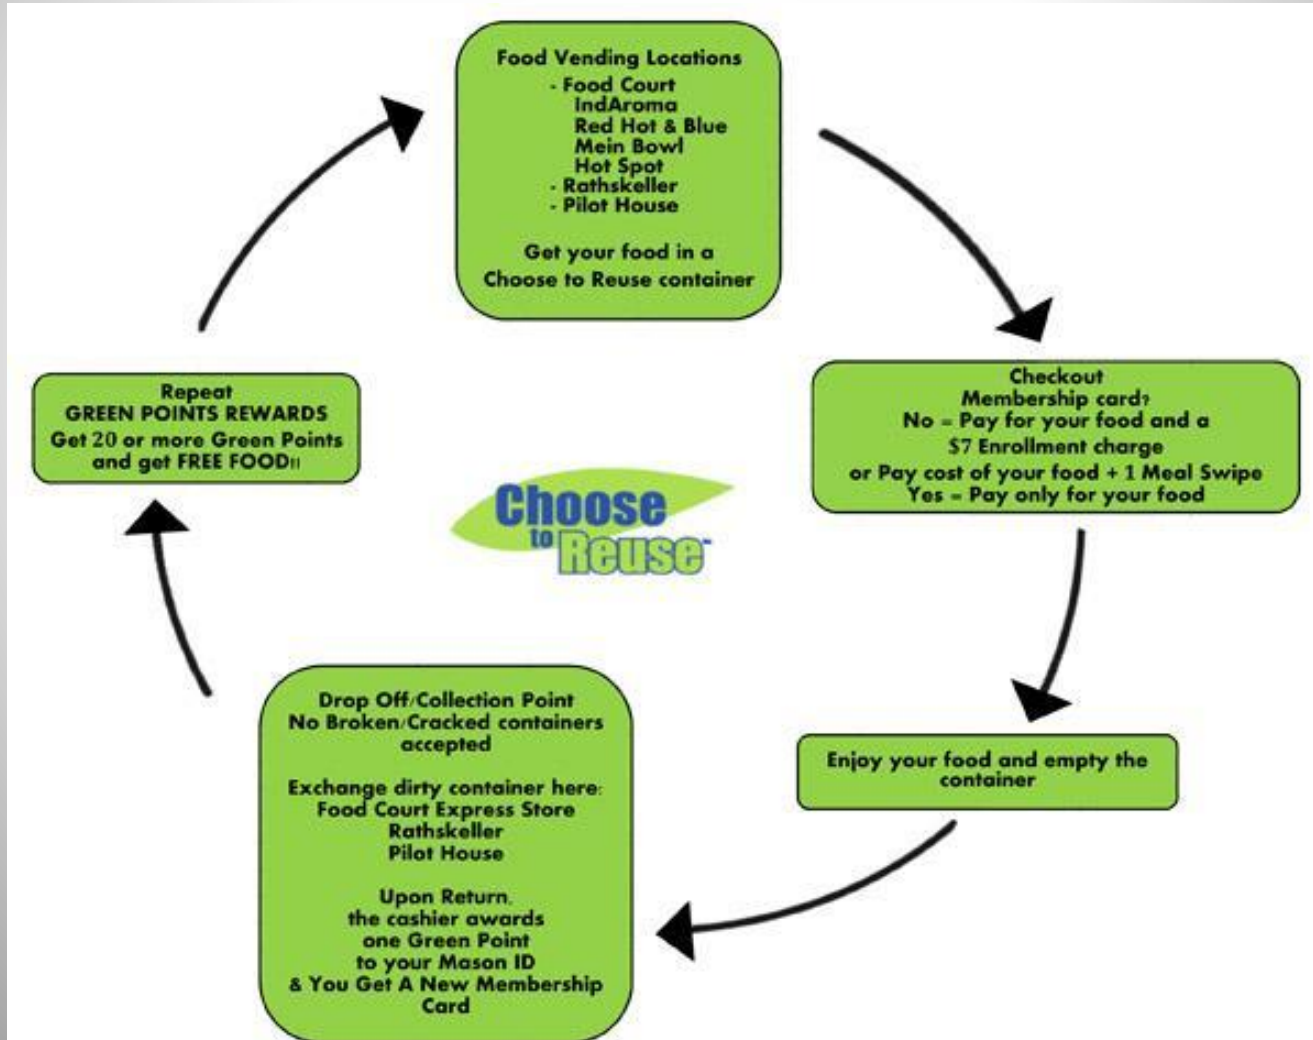 Food Vending Locations
- Food Court
IndAroma
Red Hot & Blue
Mein Bowl
Hot Spot
- Rathskeller
- Pilot House
Get your food in a
Choose to Reuse container
Checkout
Membership card?
No = Pay for your food and a
$7 Enrollment charge
or Pay cost of your food + 1 Meal Swipe
Yes = Pay only for your food
Enjoy your food and empty the
container
Drop Off/Collection Point
No Broken/Cracked containers
accepted
Exchange dirty container here:
Food Court Express Store
Rathskeller
Pilot House
Upon Return,
the cashier awards
one Green Point
to your Mason ID
& You Get A New Membership
Card
Repeat
GREEN POINTS REWARDS
Get 20 or more Green Points
and get FREE FOOD!!
Choose
to Reuse™